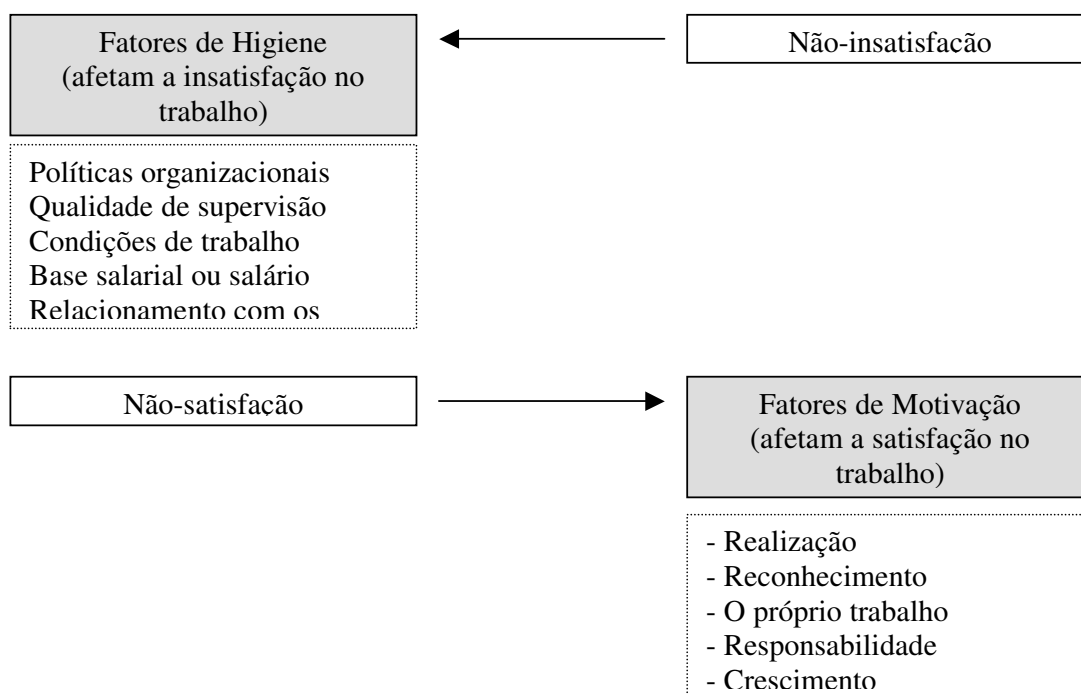 Fatores de Higiene
(afetam a insatisfação no
trabalho)
Não-insatisfacão
Políticas organizacionais
Qualidade de supervisão
Condições de trabalho
Base salarial ou salário
Relacionamento com os
Não-satisfação
Fatores de Motivação
(afetam a satisfação no
trabalho)
- Realização
- Reconhecimento
- O próprio trabalho
- Responsabilidade
- Crescimento